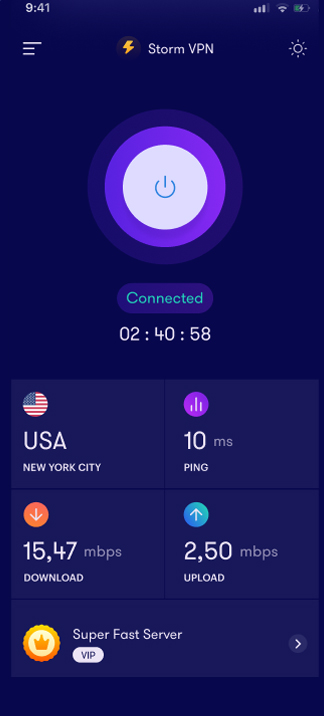 9:41
Storm VPN
Connected
02 : 40 : 58
USA
NEW YORK CITY
10 ms
PING
15,47 mbps
DOWNLOAD
2,50 mbps
UPLOAD
Super Fast Server
VIP